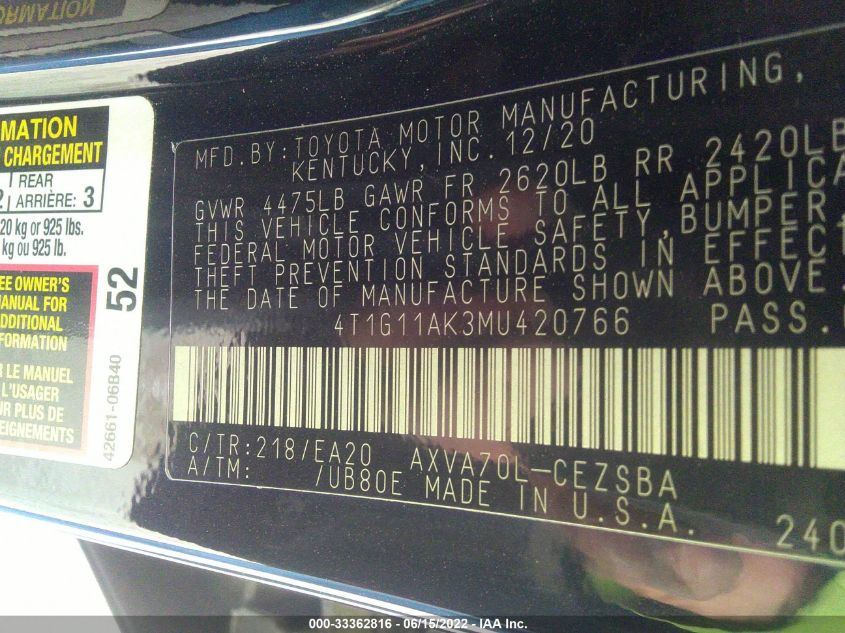 MATION
CHARGEMENT
2 REAR
ARRIÈRE: 3
20 kg or 925 lbs.
kg ou 925 lb.
EE OWNER'S
MANUAL FOR
ADDITIONAL
FORMATION
R LE MANUEL
L'USAGER
UR PLUS DE
SEIGNEMENTS
52
42661-06B40
MFD.BY:TOYOTA MOTOR MANUFACTURING,
KENTUCKY,INC.12/20
GVWR 4475LB GAWR FR 2620LB RR 2420LB
THIS VEHICLE CONFORMS TO ALL APPLICA
FEDERAL MOTOR VEHICLE SAFETY,BUMPER
THEFT PREVENTION STANDARDS IN EFFECT
THE DATE OF MANUFACTURE SHOWN ABOVE.
4T1G11AK3MU420766 PASS.
C/TR:218/EA20 AXVA70L-CEZSBA
A/TM: /UB80E MADE IN U.S.A.
240
000-33362816 - 06/15/2022 - IAA Inc.